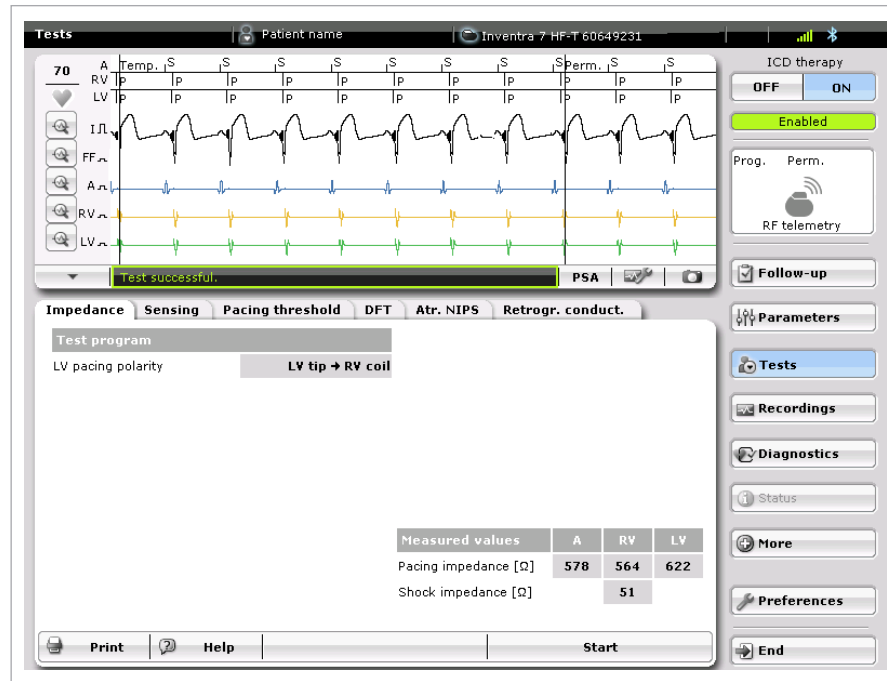 Tests Patient name Inventra 7 HF-T 60649231
70 A Temp. S S S S S S S Perm. S S
RV P P P P P P P P P P P
LV P P P P P P P P P P P
I
FF
A
RV
LV
Test successful. PSA
ICD therapy
OFF ON
Enabled
Prog. Perm.
RF telemetry
Follow-up
Parameters
Tests
Recordings
Diagnostics
Status
More
Preferences
End
Impedance Sensing Pacing threshold DFT Atr. NIPS Retrogr. conduct.
Test program
LV pacing polarity LV tip → RV coil
Measured values A RV LV
Pacing impedance [Ω] 578 564 622
Shock impedance [Ω] 51
Print Help Start